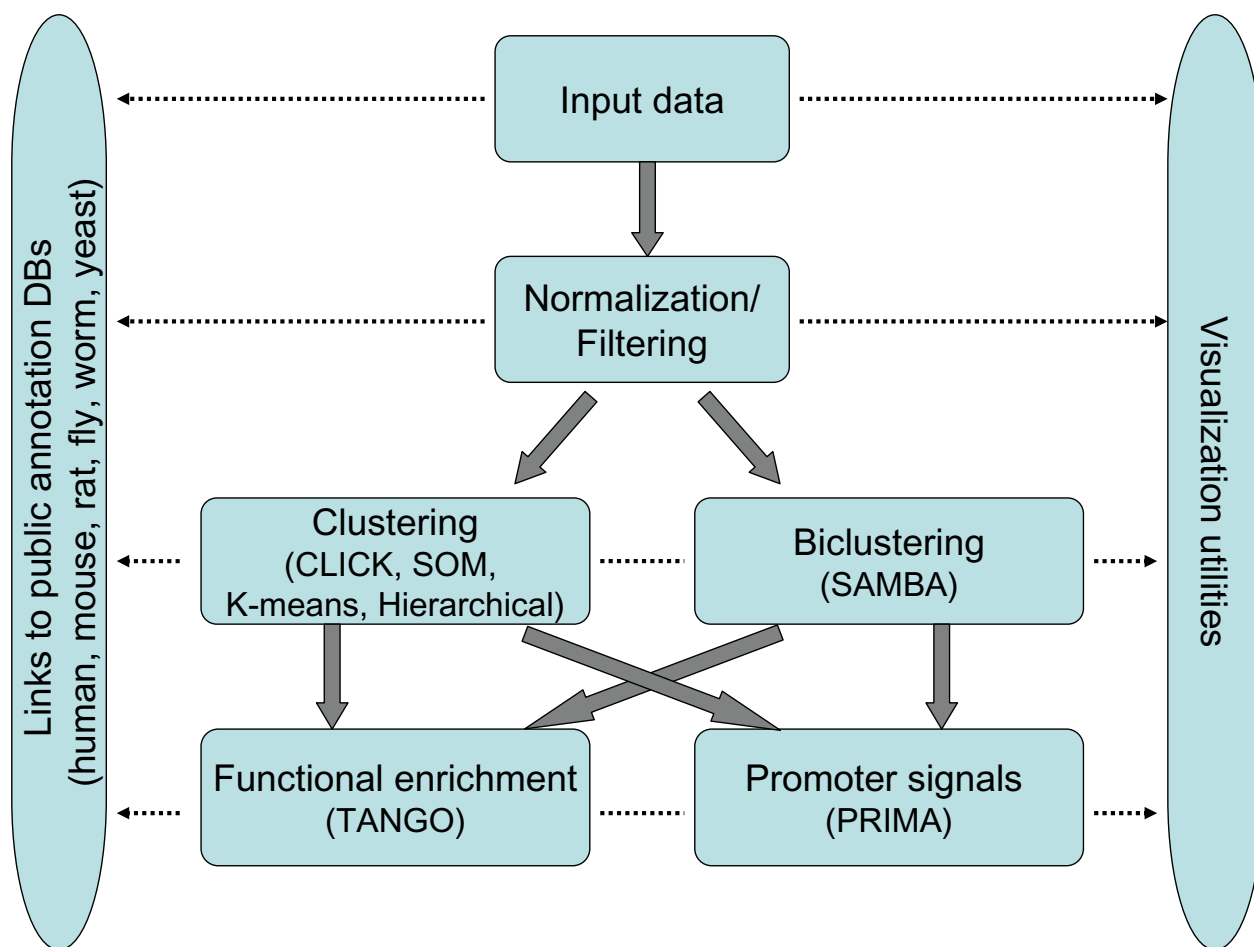 Links to public annotation DBs
(human, mouse, rat, fly, worm, yeast)
Input data
Normalization/
Filtering
Clustering
(CLICK, SOM,
K-means, Hierarchical)
Biclustering
(SAMBA)
Functional enrichment
(TANGO)
Promoter signals
(PRIMA)
Visualization utilities